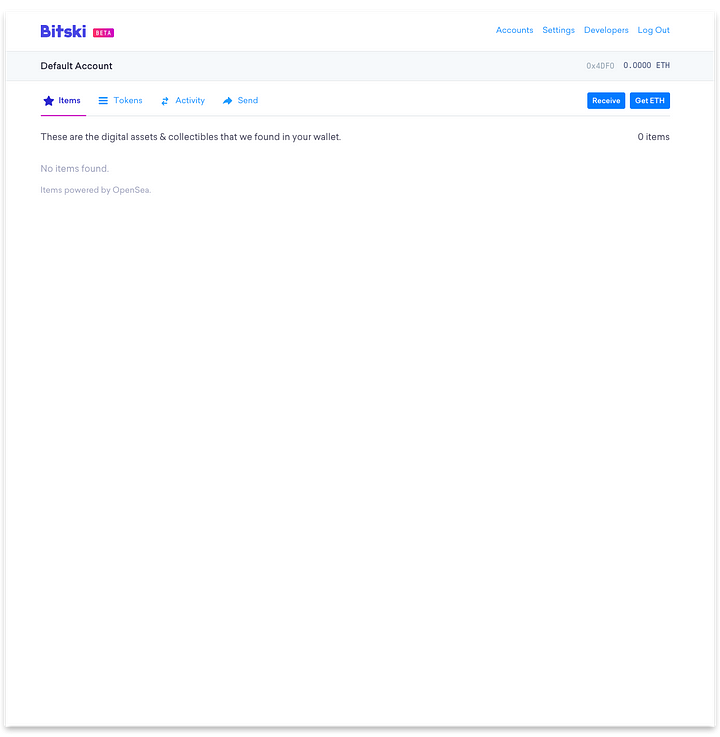 Bitski BETA Accounts Settings Developers Log Out
Default Account 0x4DF0 0.0000 ETH
Items Tokens Activity Send Receive Get ETH
These are the digital assets & collectibles that we found in your wallet. 0 items
No items found.
Items powered by OpenSea.